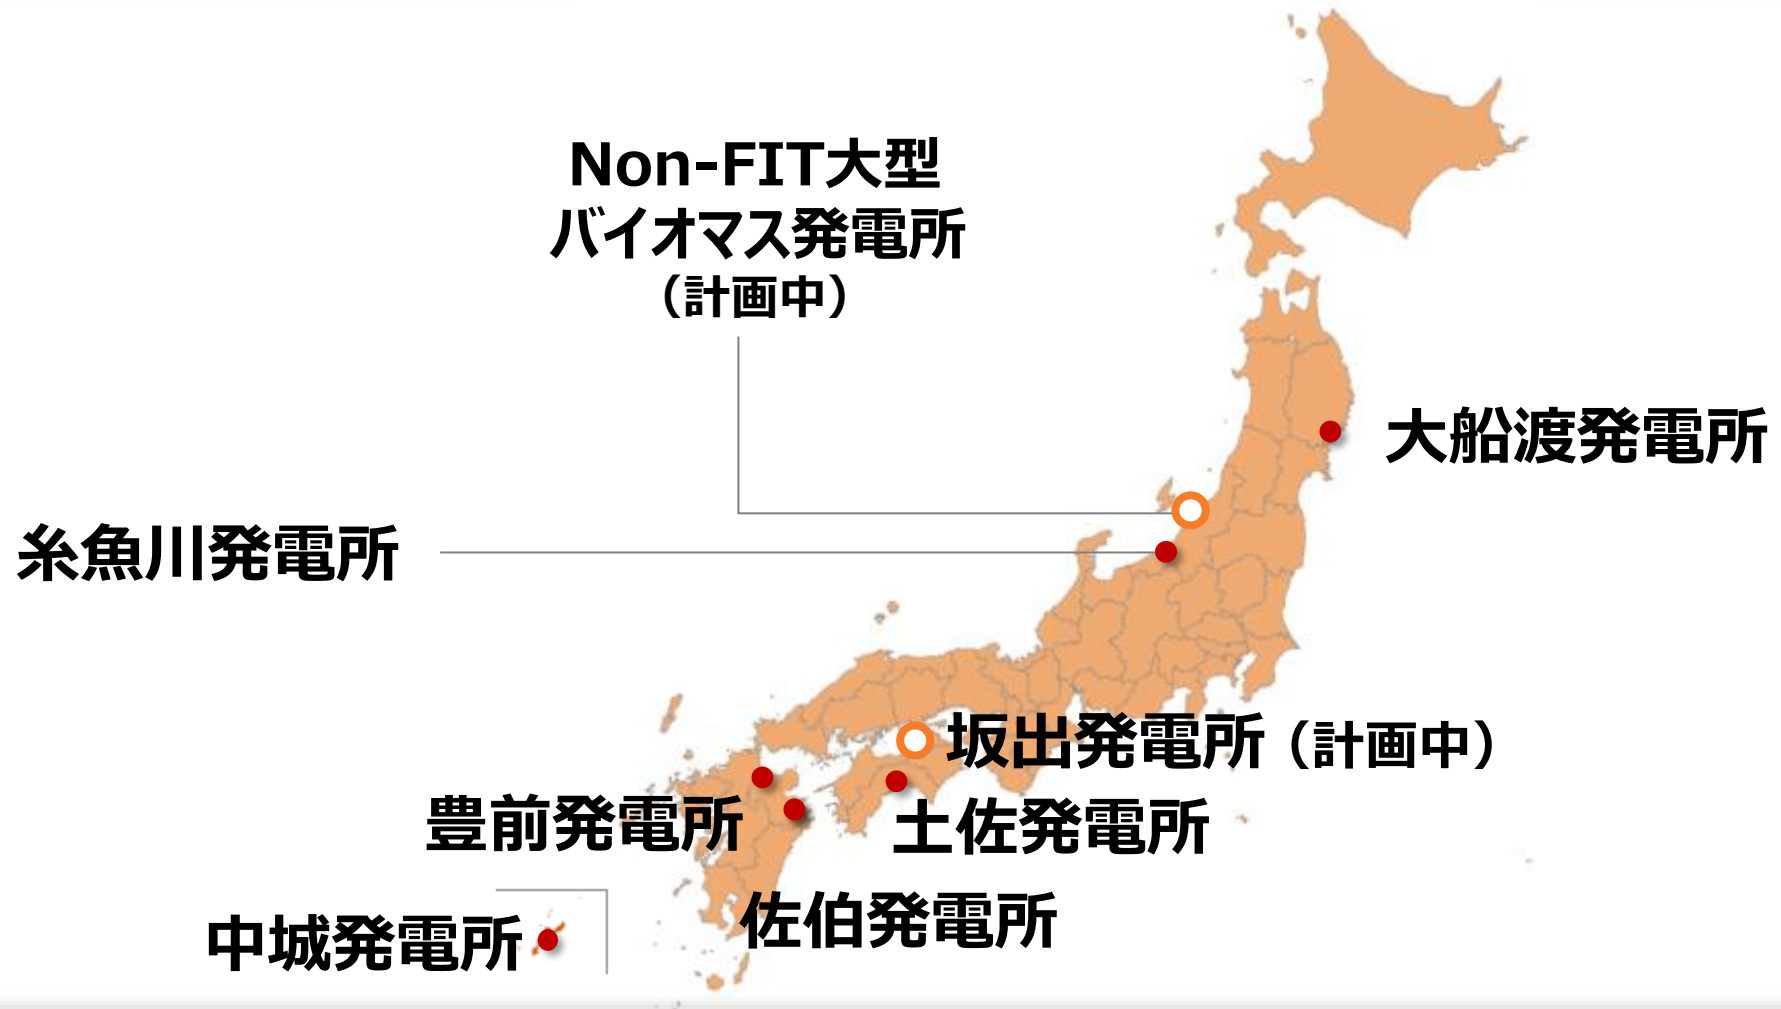 Non-FIT大型
バイオマス発電所
（計画中）
大船渡発電所
糸魚川発電所
坂出発電所（計画中）
豊前発電所
土佐発電所
佐伯発電所
中城発電所